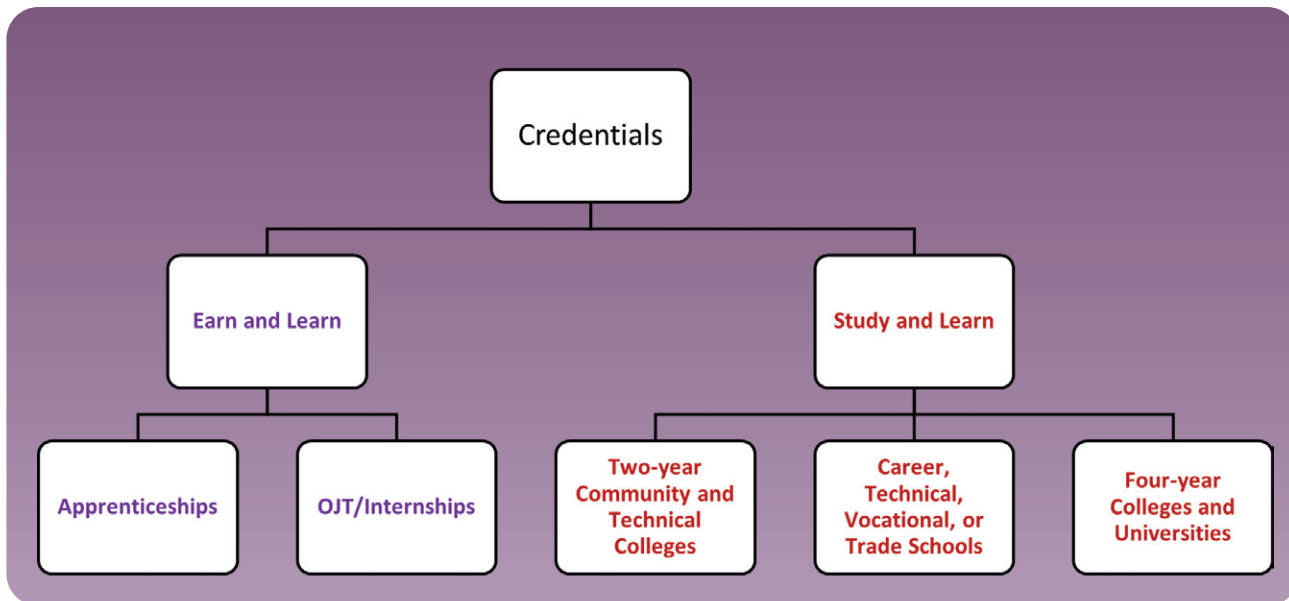 Credentials
Earn and Learn
Study and Learn
Apprenticeships
OJT/Internships
Two-year
Community and
Technical
Colleges
Career,
Technical,
Vocational, or
Trade Schools
Four-year
Colleges and
Universities